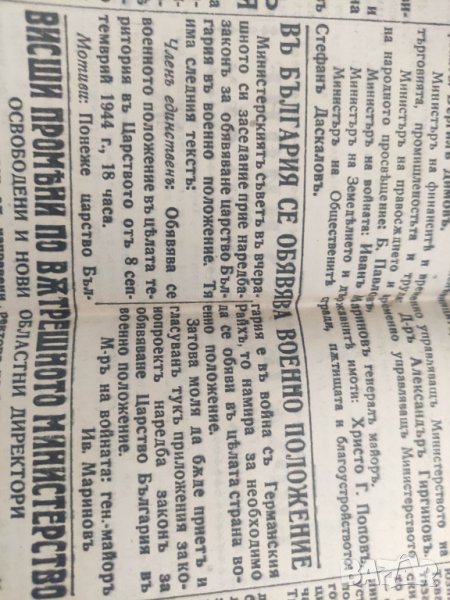 Министъръ на финанситѣ и временно управляващъ Министерството на
търговията, промишленостьта и труда: Д-ръ Александъръ Гиргиновъ.
Министъръ на правосѫдието и временно управляващъ Министерството
на народното просвѣщение: Б. Павловъ.
Министъръ на войната: Иванъ Мариновъ генералъ майоръ.
Министъръ на Земедѣлието и държавнитѣ имоти: Христо Г. Поповъ
Министъръ на Общественитѣ сгради, пѫтищата и благоустройството
Стефанъ Даскаловъ.
ВЪ БЪЛГАРИЯ СЕ ОБЯВЯВА ВОЕННО ПОЛОЖЕНИЕ
Министерскиятъ съветъ въ вчера-
шното си заседание прие наредба-
законъ за обявяване царство Бъл-
гария въ военно положение. Тя
има следния текстъ:
Членъ единственъ: Обявява се
военното положение въ цѣлата те-
ритория въ Царството отъ 8 сеп-
темврий 1944 г., 18 часа.
Мотиви: Понеже царство Бъл-
гария е въ война съ Германския
Райхъ, то намира за необходимо
да се обяви въ цѣлата страна во-
енно положение.
Затова моля да бѫде приетъ и
гласуванъ тукъ приложения зако-
нопроектъ наредба законъ за
обявяване Царство България въ
военно положение.
М-ръ на войната: ген.-майоръ
Ив. Мариновъ
ВИСШИ ПРОМѢНИ ПО ВѪТРЕШНОТО МИНИСТЕРСТВО
ОСВОБОДЕНИ И НОВИ ОБЛАСТНИ ДИРЕКТОРИ